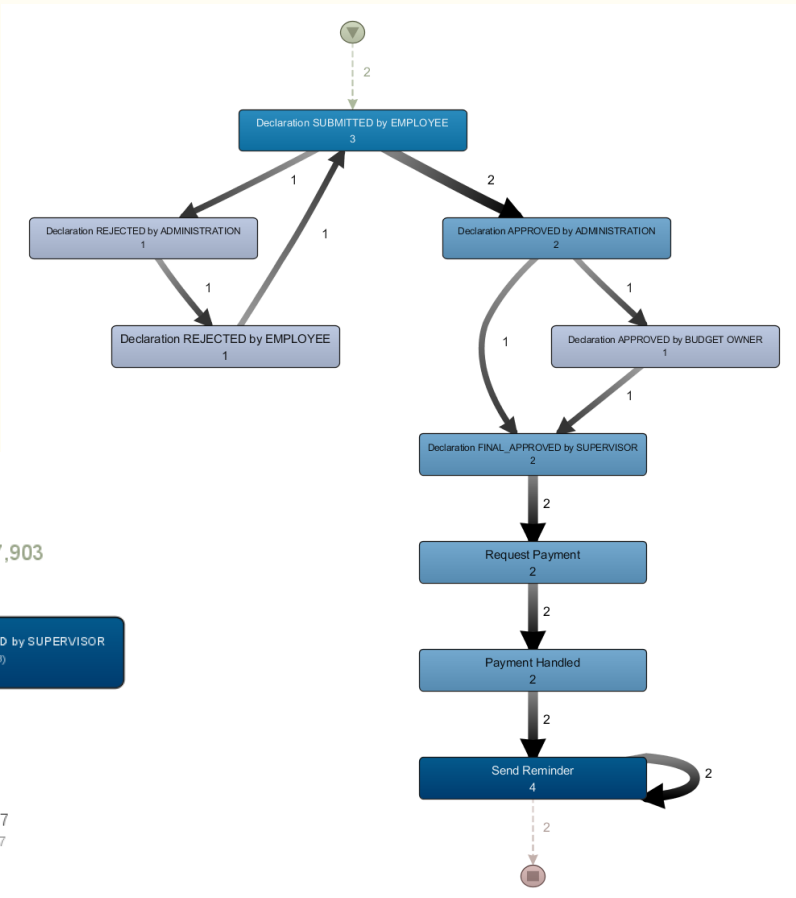 2
Declaration SUBMITTED by EMPLOYEE
3
1
2
1
Declaration REJECTED by ADMINISTRATION
1
Declaration APPROVED by ADMINISTRATION
2
1
1
Declaration REJECTED by EMPLOYEE
1
1
Declaration APPROVED by BUDGET OWNER
1
1
Declaration FINAL_APPROVED by SUPERVISOR
2
2
7,903
Request Payment
2
2
D by SUPERVISOR
Payment Handled
2
2
Send Reminder
4
2
7
7
2